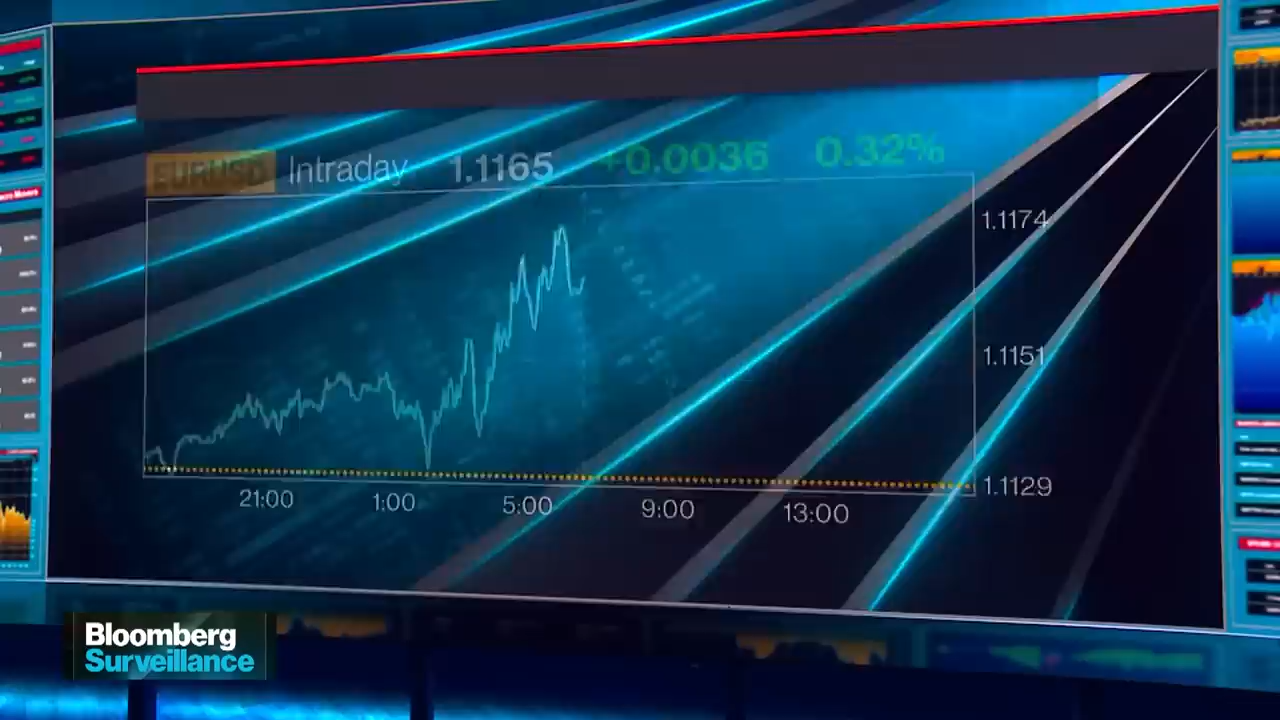 EURUSD Intraday 1.1165 +0.0036 0.32%
1.1174
1.1151
1.1129
21:00 1:00 5:00 9:00 13:00
Bloomberg
Surveillance